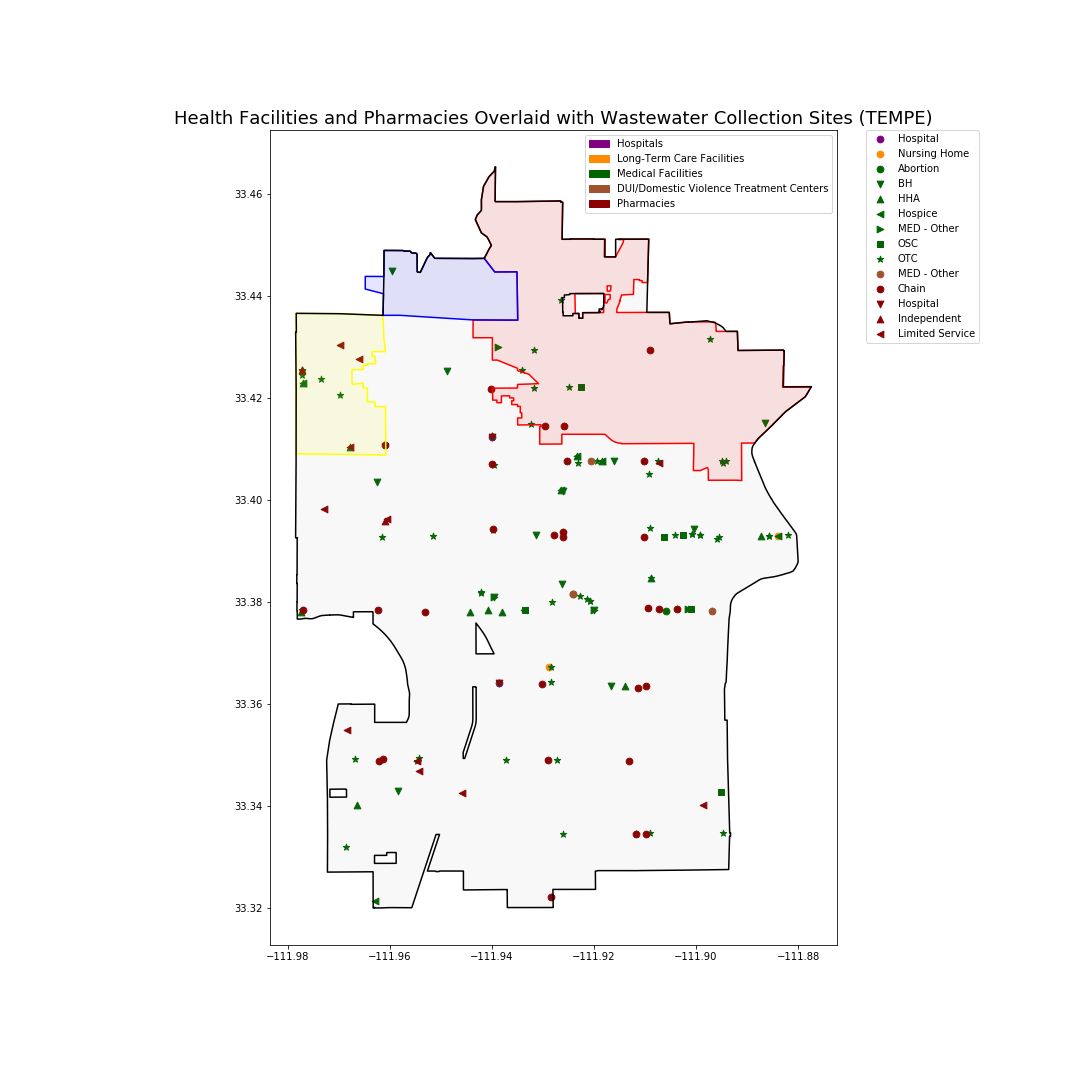 Health Facilities and Pharmacies Overlaid with Wastewater Collection Sites (TEMPE)
Hospitals
Long-Term Care Facilities
Medical Facilities
DUI/Domestic Violence Treatment Centers
Pharmacies
Hospital
Nursing Home
Abortion
BH
HHA
Hospice
MED - Other
OSC
OTC
MED - Other
Chain
Hospital
Independent
Limited Service
33.46
33.44
33.42
33.40
33.38
33.36
33.34
33.32
−111.98
−111.96
−111.94
−111.92
−111.90
−111.88